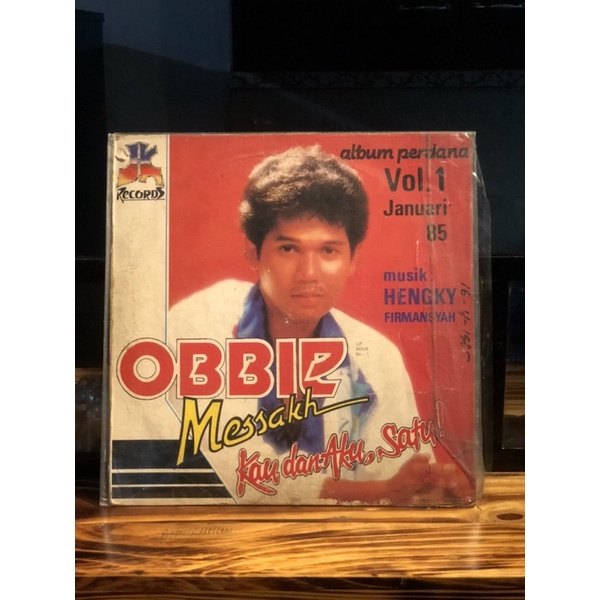 JK
RECORDS
album perdana
Vol.1
Januari
85
musik:
HENGKY
FIRMANSYAH
OBBIE
Messakh
Kau dan Aku, Satu!